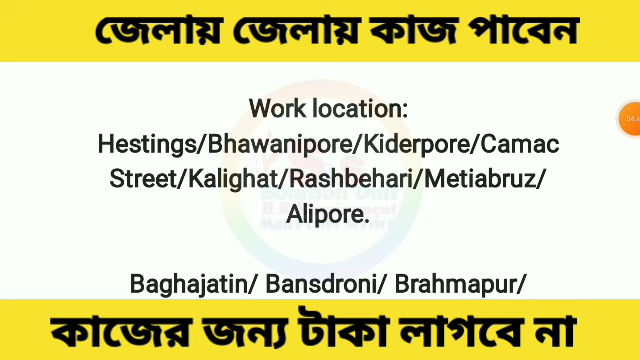 জেলায় জেলায় কাজ পাবেন
Work location:
Hestings/Bhawanipore/Kiderpore/Camac
Street/Kalighat/Rashbehari/Metiabruz/
Alipore.
Baghajatin/ Bansdroni/ Brahmapur/
কাজের জন্য টাকা লাগবে না